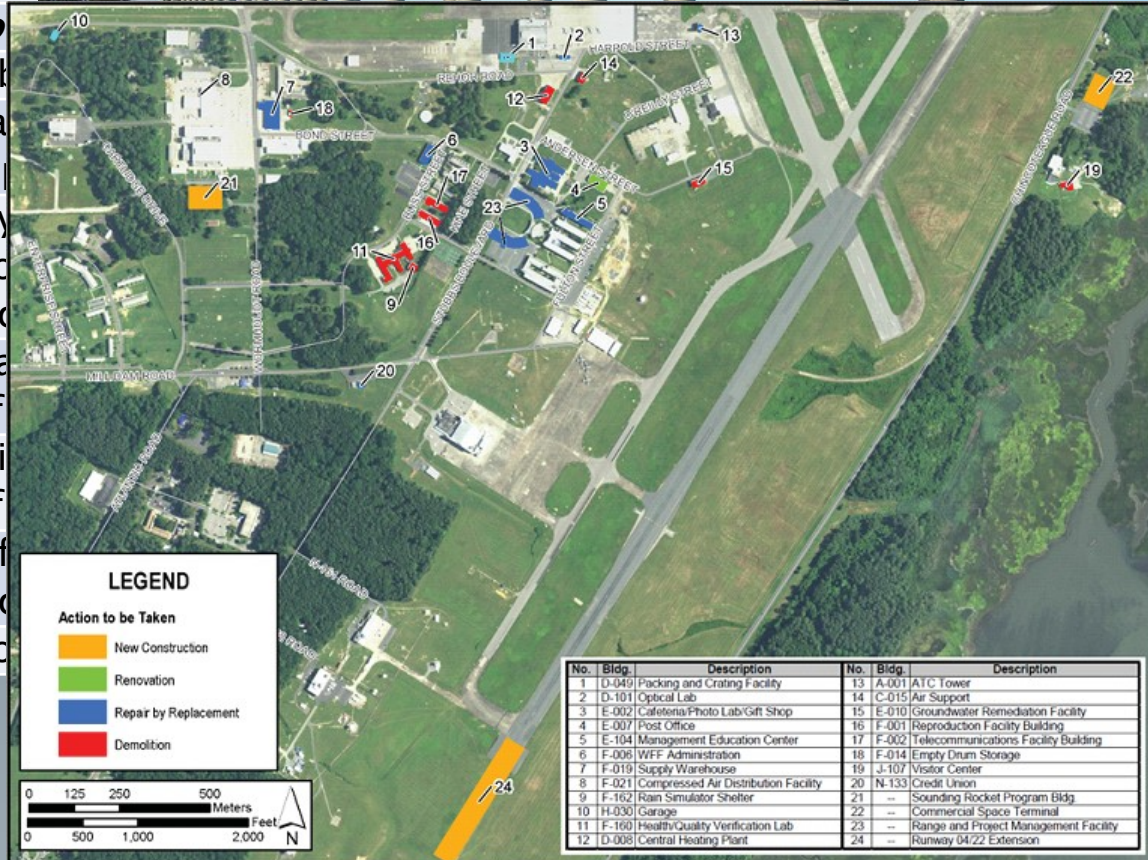 10
1
2
13
HARPOLD STREET
8
7
14
22
12
18
BOND STREET
6
3
17
15
19
4
21
23
5
16
11
9
FULTON STREET
MILL DAM ROAD
20
ATLANTIC ROAD
N-161 ROAD
24
LEGEND
Action to be Taken
New Construction
Renovation
Repair by Replacement
Demolition
0 125 250 500
Meters
Feet
0 500 1,000 2,000
N
No. Bldg. Description No. Bldg. Description
1 D-049 Packing and Crating Facility 13 A-001 ATC Tower
2 D-101 Optical Lab 14 C-015 Air Support
3 E-002 Cafeteria/Photo Lab/Gift Shop 15 E-010 Groundwater Remediation Facility
4 E-007 Post Office 16 F-001 Reproduction Facility Building
5 E-104 Management Education Center 17 F-002 Telecommunications Facility Building
6 F-006 WFF Administration 18 F-014 Empty Drum Storage
7 F-019 Supply Warehouse 19 J-107 Visitor Center
8 F-021 Compressed Air Distribution Facility 20 N-133 Credit Union
9 F-162 Rain Simulator Shelter 21 -- Sounding Rocket Program Bldg
10 H-030 Garage 22 -- Commercial Space Terminal
11 F-160 Health/Quality Verification Lab 23 -- Range and Project Management Facility
12 D-008 Central Heating Plant 24 -- Runway 04/22 Extension